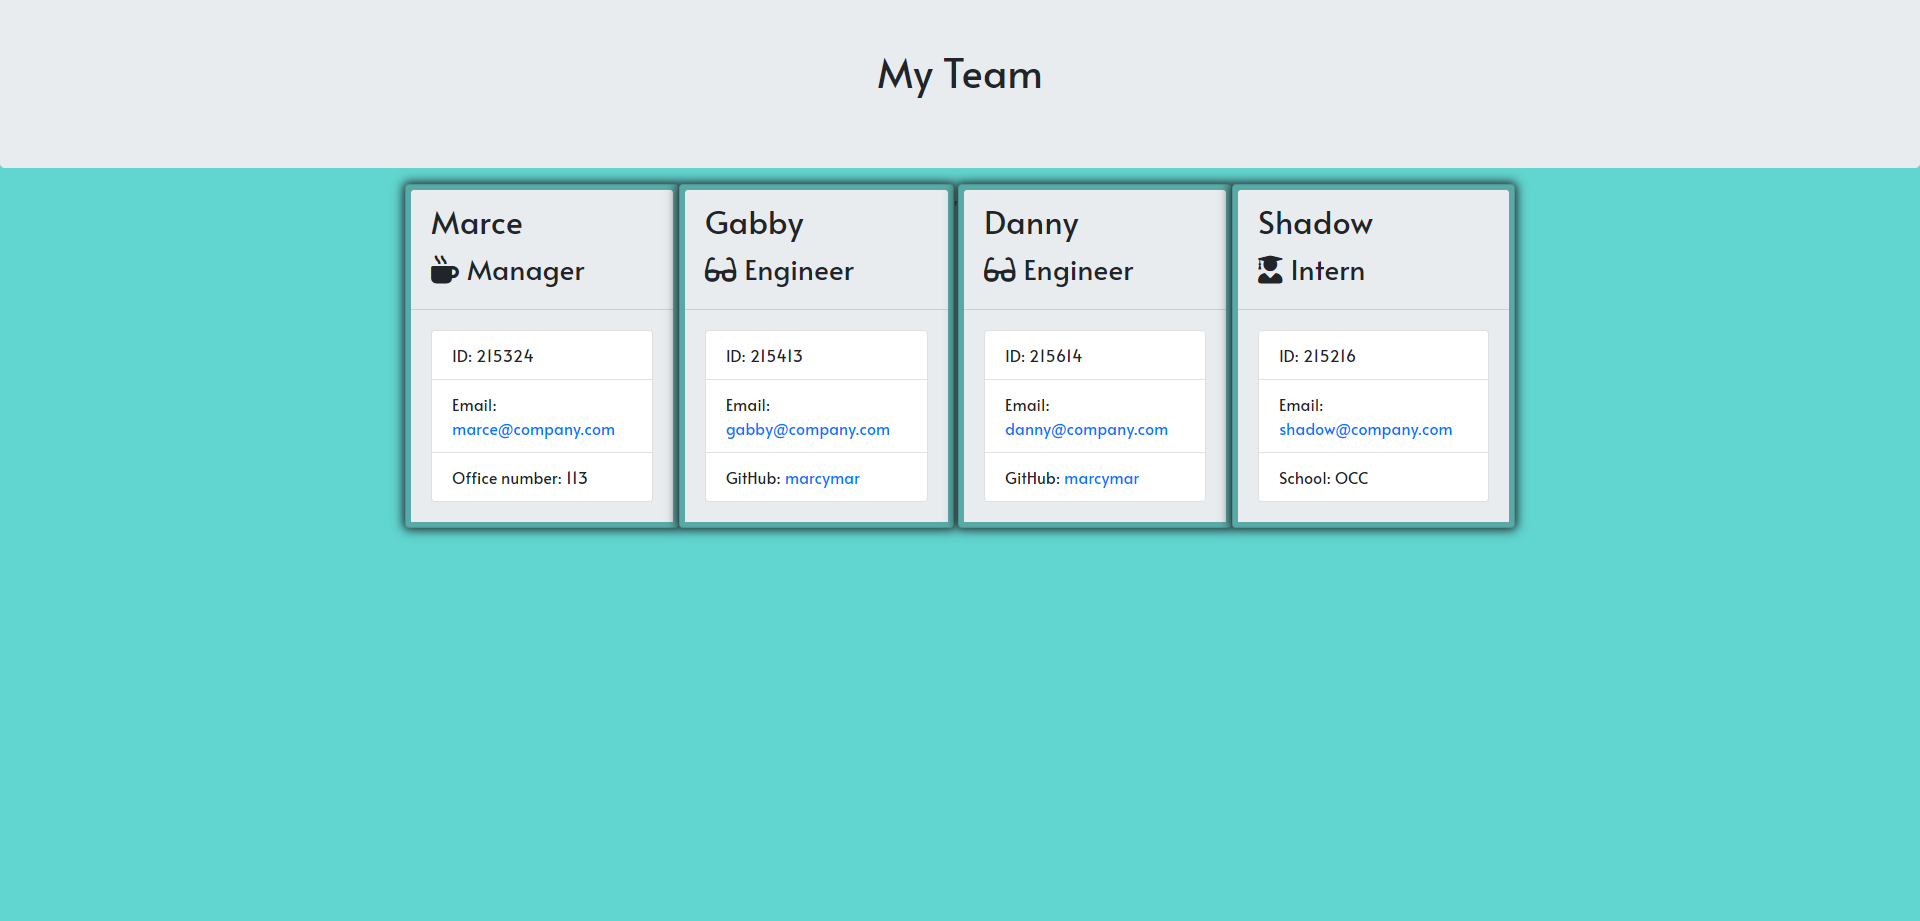 My Team
Marce
Manager
ID: 215324
Email:
marce@company.com
Office number: 113
Gabby
Engineer
ID: 215413
Email:
gabby@company.com
GitHub: marcymar
,
Danny
Engineer
ID: 215614
Email:
danny@company.com
GitHub: marcymar
Shadow
Intern
ID: 215216
Email:
shadow@company.com
School: OCC